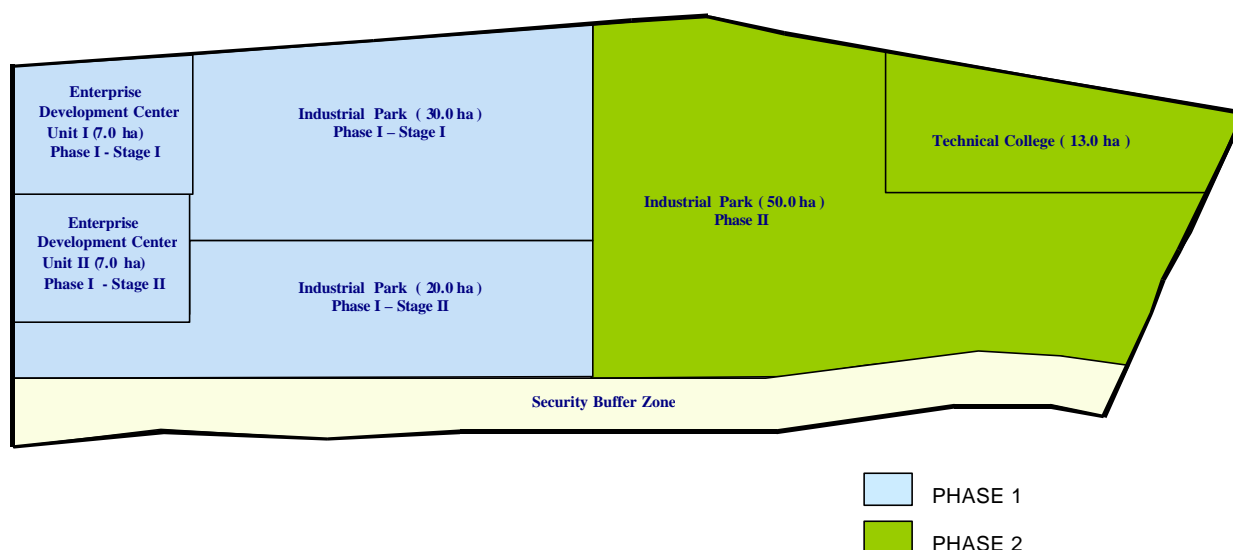 Enterprise
Development Center
Unit I (7.0 ha)
Phase I - Stage I
Industrial Park ( 30.0 ha )
Phase I – Stage I
Technical College ( 13.0 ha )
Enterprise
Development Center
Unit II (7.0 ha)
Phase I - Stage II
Industrial Park ( 20.0 ha )
Phase I – Stage II
Industrial Park ( 50.0 ha )
Phase II
Security Buffer Zone
PHASE 1
PHASE 2